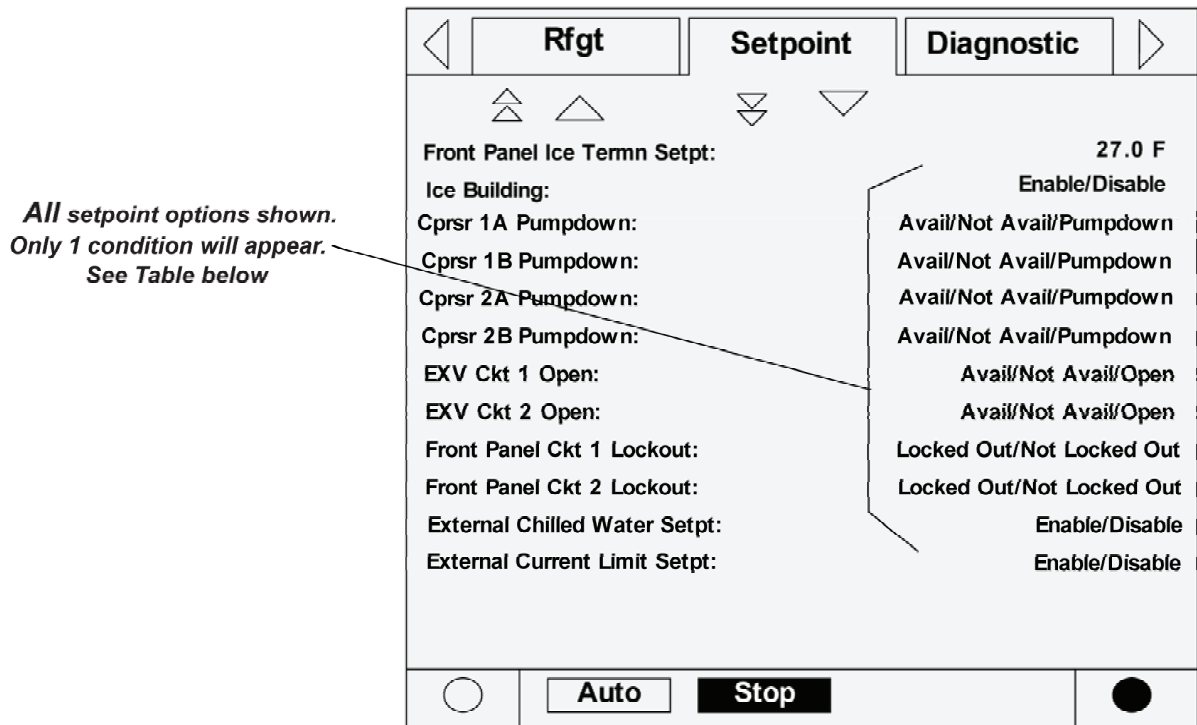 Rfgt Setpoint Diagnostic
Front Panel Ice Termn Setpt: 27.0 F
Ice Building: Enable/Disable
All setpoint options shown.
Only 1 condition will appear.
See Table below
Cprsr 1A Pumpdown: Avail/Not Avail/Pumpdown
Cprsr 1B Pumpdown: Avail/Not Avail/Pumpdown
Cprsr 2A Pumpdown: Avail/Not Avail/Pumpdown
Cprsr 2B Pumpdown: Avail/Not Avail/Pumpdown
EXV Ckt 1 Open: Avail/Not Avail/Open
EXV Ckt 2 Open: Avail/Not Avail/Open
Front Panel Ckt 1 Lockout: Locked Out/Not Locked Out
Front Panel Ckt 2 Lockout: Locked Out/Not Locked Out
External Chilled Water Setpt: Enable/Disable
External Current Limit Setpt: Enable/Disable
Auto Stop